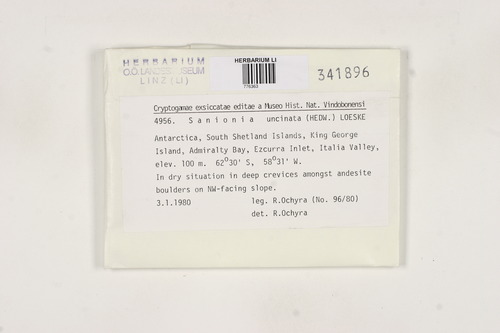 HERBARIUM
O.Ö. LANDESMUSEUM
LINZ (LI)
HERBARIUM LI
776363
341896
Cryptogamae exsiccatae editae a Museo Hist. Nat. Vindobonensi
4956. Sanionia uncinata (HEDW.) LOESKE
Antarctica, South Shetland Islands, King George
Island, Admiralty Bay, Ezcurra Inlet, Italia Valley,
elev. 100 m. 62°30' S, 58°31' W.
In dry situation in deep crevices amongst andesite
boulders on NW-facing slope.
3.1.1980 leg. R.Ochyra (No. 96/80)
det. R.Ochyra